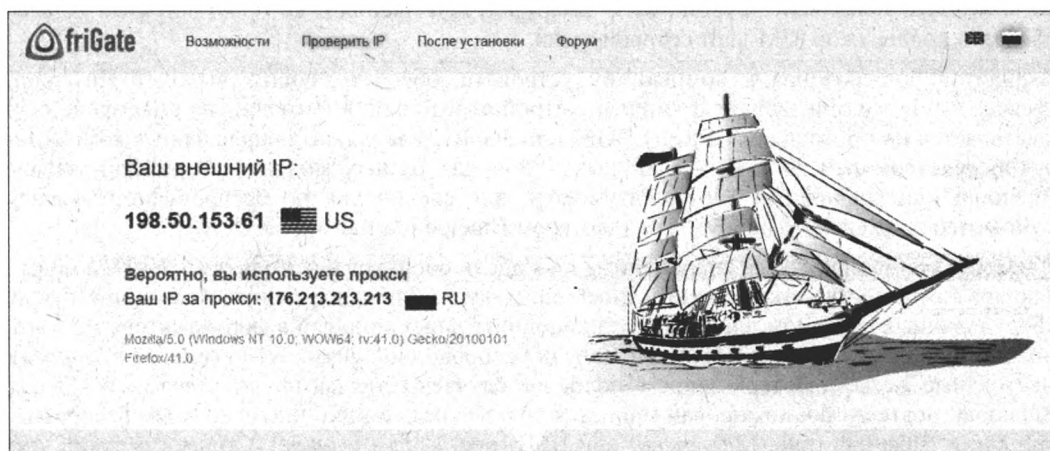 friGate
Возможности Проверить IP После установки Форум
Ваш внешний IP:
198.50.153.61 US
Вероятно, вы используете прокси
Ваш IP за прокси: 176.213.213.213 RU
Mozilla/5.0 (Windows NT 10.0; WOW64; rv:41.0) Gecko/20100101
Firefox/41.0